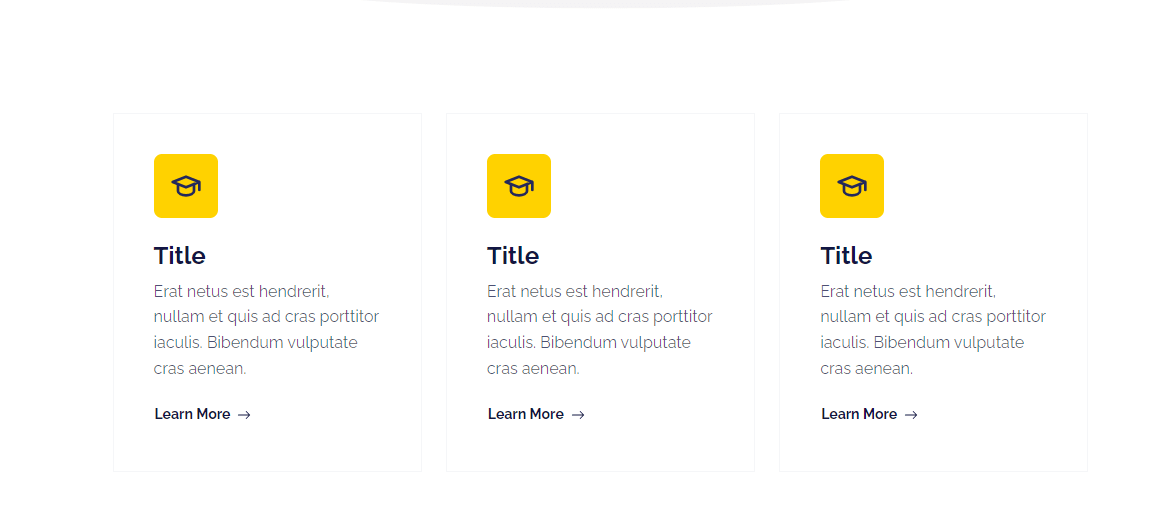 Title
Erat netus est hendrerit,
nullam et quis ad cras porttitor
iaculis. Bibendum vulputate
cras aenean.
Learn More →
Title
Erat netus est hendrerit,
nullam et quis ad cras porttitor
iaculis. Bibendum vulputate
cras aenean.
Learn More →
Title
Erat netus est hendrerit,
nullam et quis ad cras porttitor
iaculis. Bibendum vulputate
cras aenean.
Learn More →